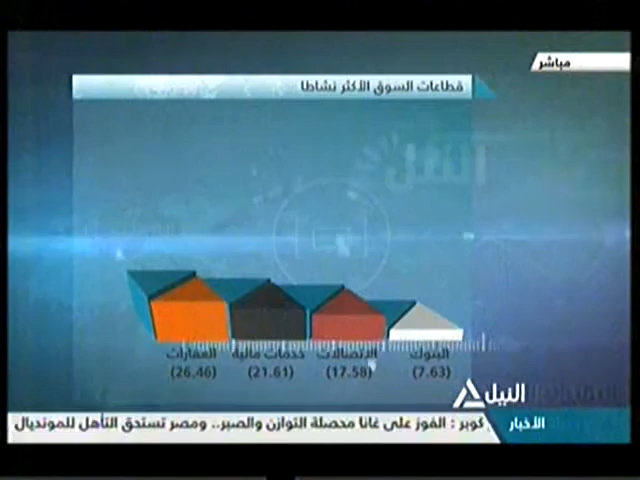 مباشر
قطاعات السوق الأكثر نشاطا
النيل
البنوك
(7.63)
الاتصالات
(17.58)
خدمات مالية
(21.61)
العقارات
(26.46)
النيل
الأخبار
كوبر : الفوز على غانا محصلة التوازن والصبر.. ومصر تستحق التأهل للمونديال